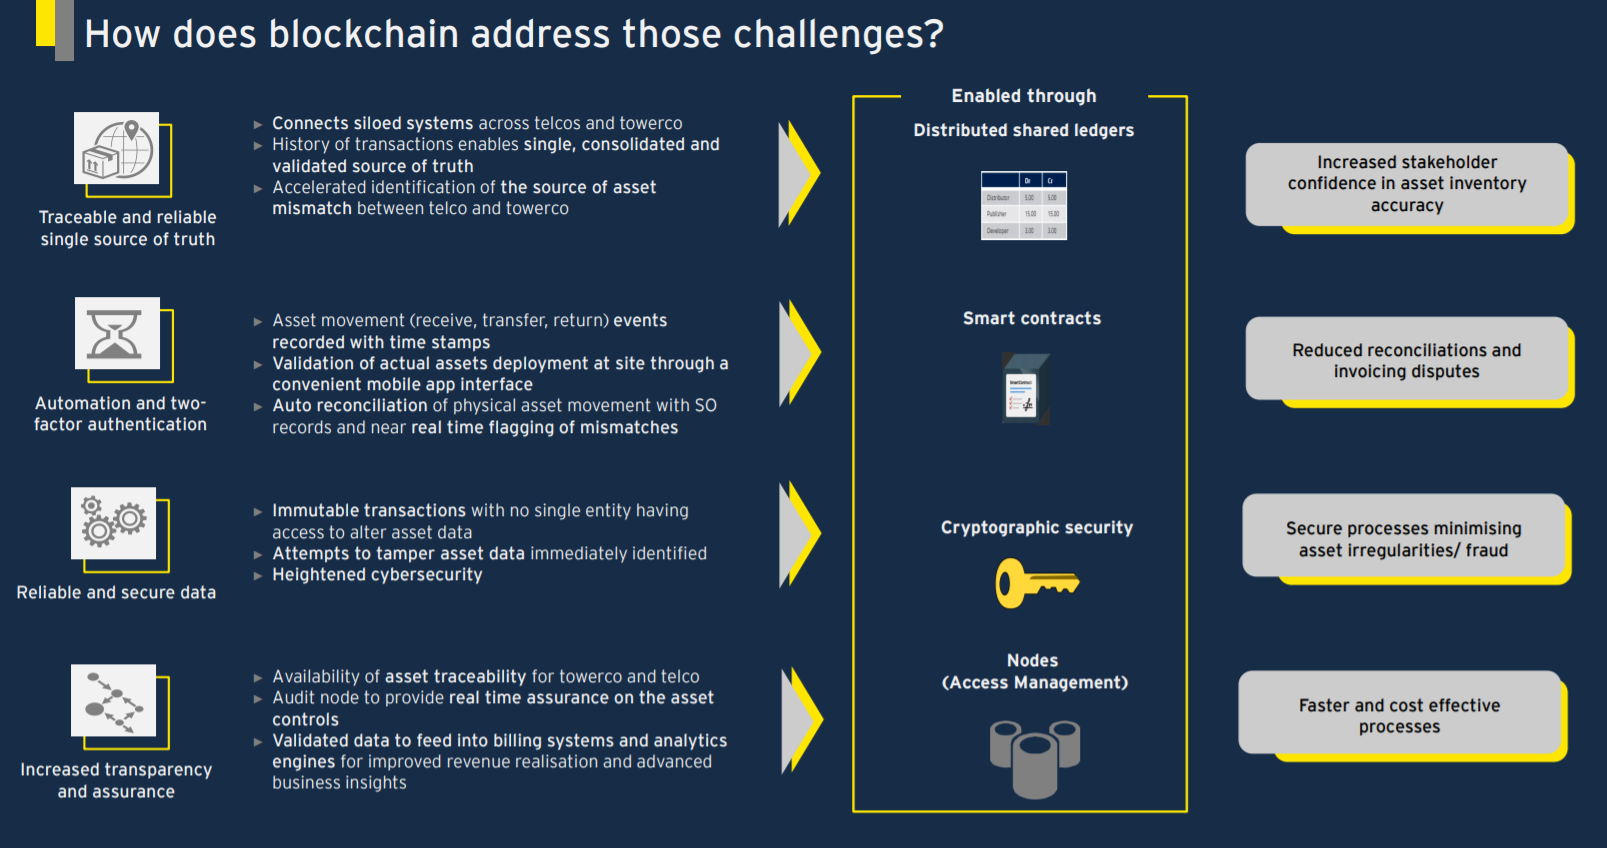 How does blockchain address those challenges?
Traceable and reliable
single source of truth
► Connects siloed systems across telcos and towerco
► History of transactions enables single, consolidated and
validated source of truth
► Accelerated identification of the source of asset
mismatch between telco and towerco
Enabled through
Distributed shared ledgers
Dr Cr
Distributor 5.00 5.00
Publisher 15.00 15.00
Developer 3.00 3.00
Increased stakeholder
confidence in asset inventory
accuracy
Automation and two-
factor authentication
► Asset movement (receive, transfer, return) events
recorded with time stamps
► Validation of actual assets deployment at site through a
convenient mobile app interface
► Auto reconciliation of physical asset movement with SO
records and near real time flagging of mismatches
Smart contracts
Smart Contract
Reduced reconciliations and
invoicing disputes
Reliable and secure data
► Immutable transactions with no single entity having
access to alter asset data
► Attempts to tamper asset data immediately identified
► Heightened cybersecurity
Cryptographic security
Secure processes minimising
asset irregularities/ fraud
Increased transparency
and assurance
► Availability of asset traceability for towerco and telco
► Audit node to provide real time assurance on the asset
controls
► Validated data to feed into billing systems and analytics
engines for improved revenue realisation and advanced
business insights
Nodes
(Access Management)
Faster and cost effective
processes